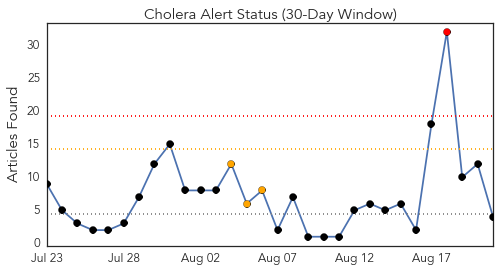 Cholera Alert Status (30-Day Window)
Articles Found
30
25
20
15
10
5
0
Jul 23 Jul 28 Aug 02 Aug 07 Aug 12 Aug 17